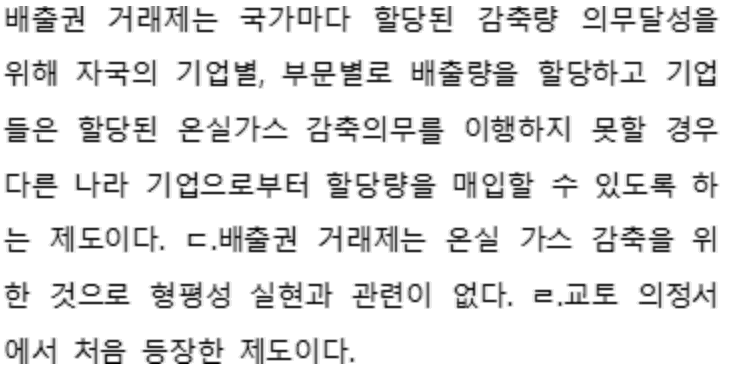 배출권 거래제는 국가마다 할당된 감축량 의무달성을
위해 자국의 기업별, 부문별로 배출량을 할당하고 기업
들은 할당된 온실가스 감축의무를 이행하지 못할 경우
다른 나라 기업으로부터 할당량을 매입할 수 있도록 하
는 제도이다. ㄷ.배출권 거래제는 온실 가스 감축을 위
한 것으로 형평성 실현과 관련이 없다. ㄹ.교토 의정서
에서 처음 등장한 제도이다.